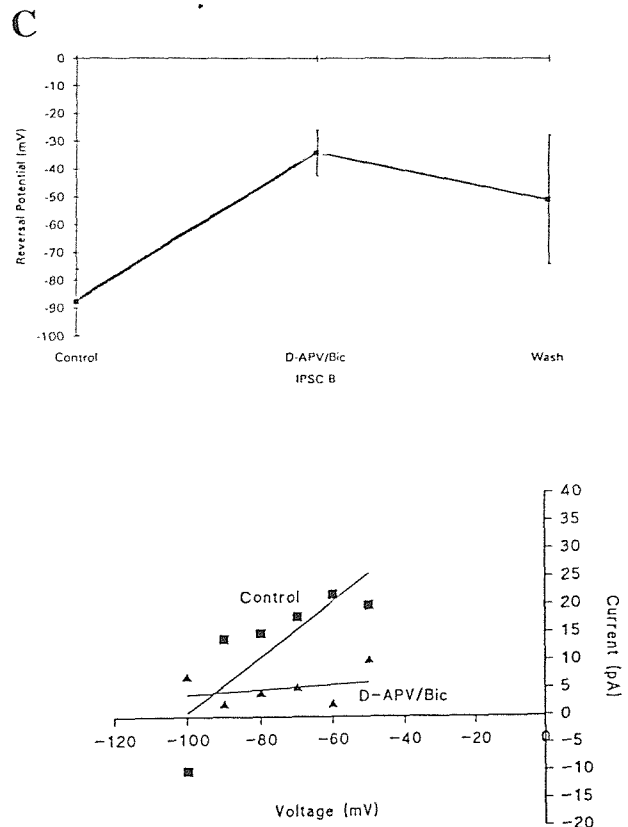 C
0
-10
-20
-30
-40
-50
-60
-70
-80
-90
-100
Reversal Potential (mV)
Control D-APV/Bic Wash
IPSC B
40
35
30
25
20
15
10
5
0
-5
-10
-15
-20
Current (pA)
Control
D-APV/Bic
-120 -100 -80 -60 -40 -20 0
Voltage (mV)